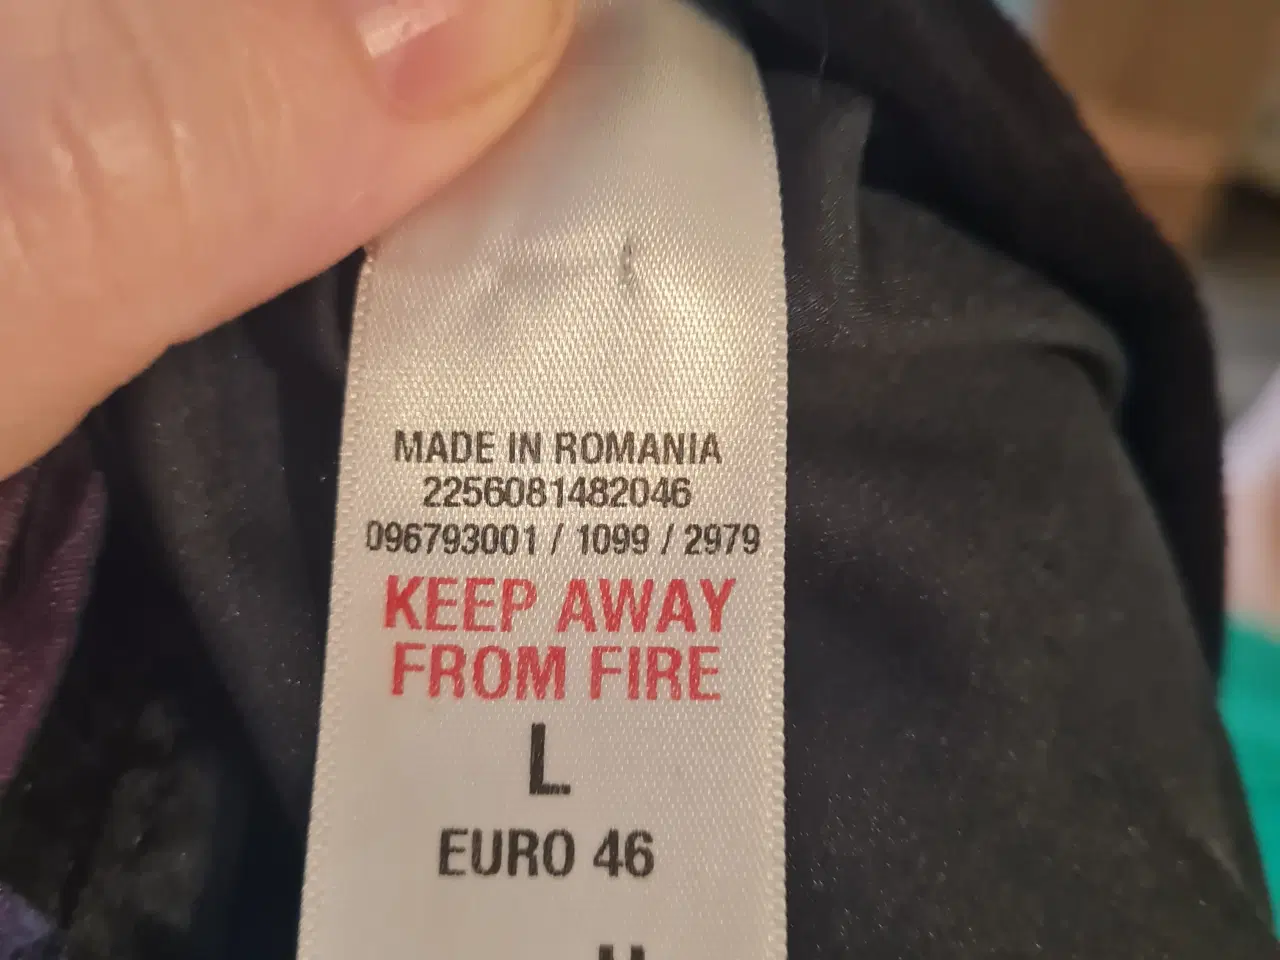 MADE IN ROMANIA
2256081482046
096793001 / 1099 / 2979
KEEP AWAY
FROM FIRE
L
EURO 46